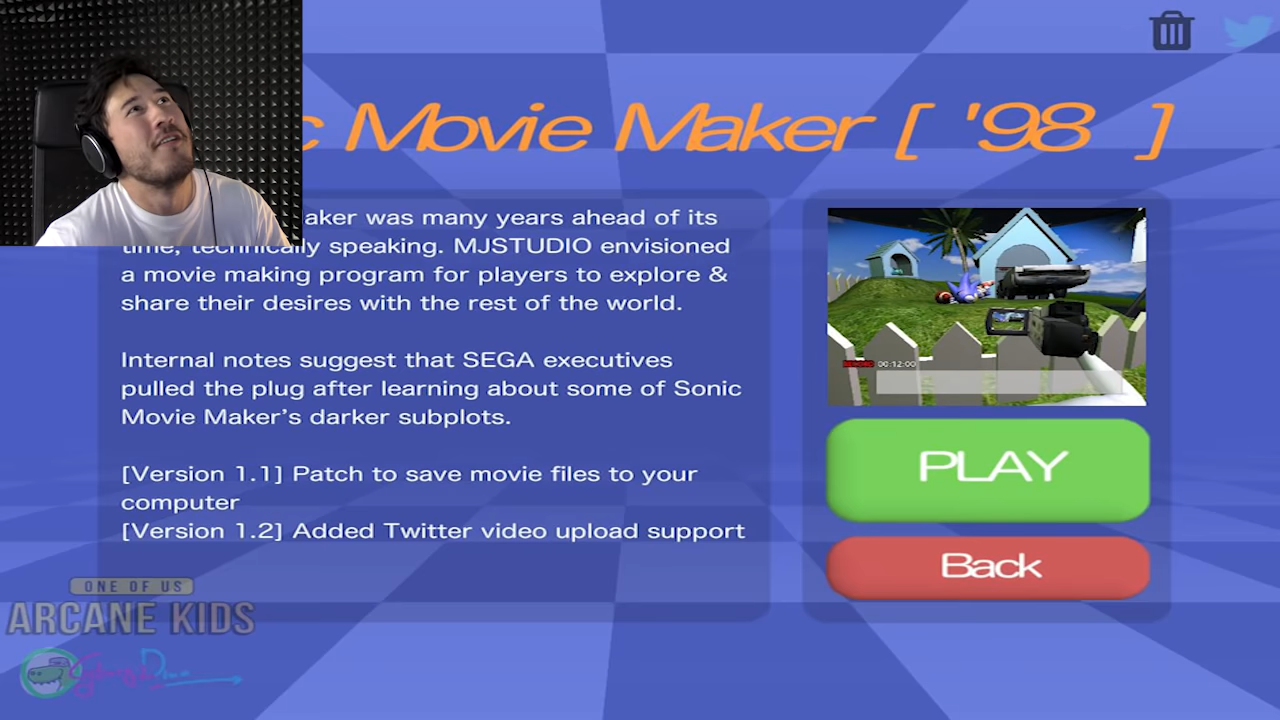 c Movie Maker [ '98 ]
aker was many years ahead of its
time, technically speaking. MJSTUDIO envisioned
a movie making program for players to explore &
share their desires with the rest of the world.
Internal notes suggest that SEGA executives
pulled the plug after learning about some of Sonic
Movie Maker's darker subplots.
[Version 1.1] Patch to save movie files to your
computer
[Version 1.2] Added Twitter video upload support
00:12:00
PLAY
Back
ONE OF US
ARCANE KIDS